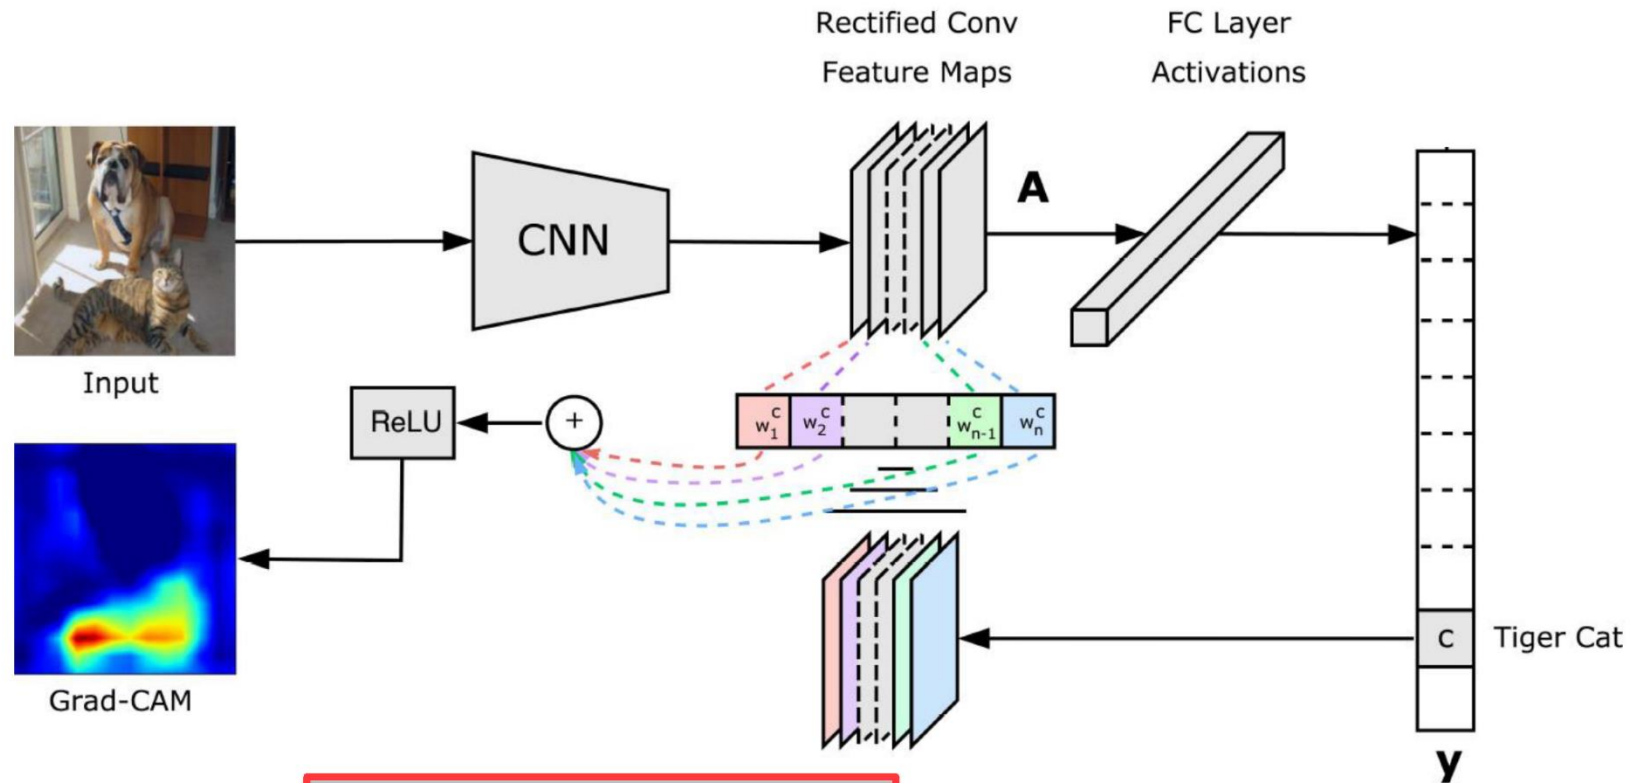 Rectified Conv
Feature Maps
FC Layer
Activations
A
CNN
Input
ReLU
+
w₁ᶜ
w₂ᶜ
wₙ₋₁ᶜ
wₙᶜ
Grad-CAM
c
Tiger Cat
y